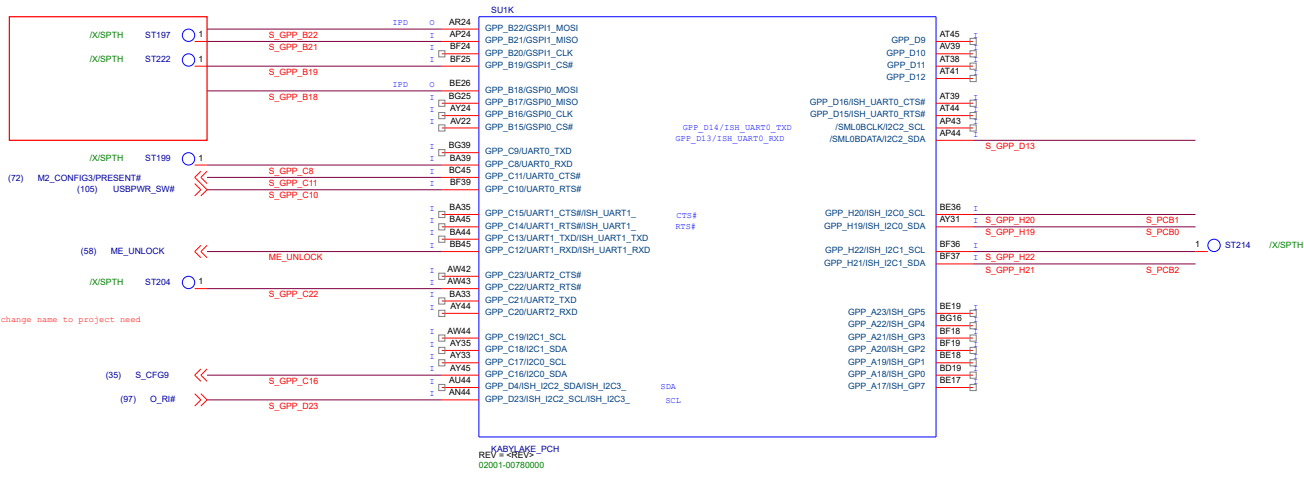 SU1K
IPD O AR24 GPP_B22/GSPI1_MOSI
/X/SPTH ST197 1 S_GPP_B22 I AP24 GPP_B21/GSPI1_MISO
S_GPP_B21 I BF24 GPP_B20/GSPI1_CLK
/X/SPTH ST222 1 I BF25 GPP_B19/GSPI1_CS#
S_GPP_B19
IPD O BE26 GPP_B18/GSPI0_MOSI
S_GPP_B18 I BG25 GPP_B17/GSPI0_MISO
I AY24 GPP_B16/GSPI0_CLK
I AV22 GPP_B15/GSPI0_CS#
I BG39 GPP_C9/UART0_TXD
/X/SPTH ST199 1 I BA39 GPP_C8/UART0_RXD
(72) M2_CONFIG3/PRESENT# S_GPP_C8 I BC45 GPP_C11/UART0_CTS#
(105) USBPWR_SW# S_GPP_C11 I BF39 GPP_C10/UART0_RTS#
S_GPP_C10
I BA35 GPP_C15/UART1_CTS#/ISH_UART1_ CTS#
I BA45 GPP_C14/UART1_RTS#/ISH_UART1_ RTS#
I BA44 GPP_C13/UART1_TXD/ISH_UART1_TXD
(58) ME_UNLOCK I BB45 GPP_C12/UART1_RXD/ISH_UART1_RXD
ME_UNLOCK
I AW42 GPP_C23/UART2_CTS#
/X/SPTH ST204 1 I AW43 GPP_C22/UART2_RTS#
S_GPP_C22 I BA33 GPP_C21/UART2_TXD
I AY44 GPP_C20/UART2_RXD
change name to project need
I AW44 GPP_C19/I2C1_SCL
I AY35 GPP_C18/I2C1_SDA
I AY33 GPP_C17/I2C0_SCL
(35) S_CFG9 I AY45 GPP_C16/I2C0_SDA
S_GPP_C16 I AU44 GPP_D4/ISH_I2C2_SDA/ISH_I2C3_ SDA
(97) O_RI# I AN44 GPP_D23/ISH_I2C2_SCL/ISH_I2C3_ SCL
S_GPP_D23
GPP_D9 AT45 I
GPP_D10 AV39 I
GPP_D11 AT38 I
GPP_D12 AT41 I
GPP_D16/ISH_UART0_CTS# AT39 I
GPP_D15/ISH_UART0_RTS# AT44 I
GPP_D14/ISH_UART0_TXD /SML0BCLK/I2C2_SCL AP43 I
GPP_D13/ISH_UART0_RXD /SML0BDATA/I2C2_SDA AP44 I
S_GPP_D13
GPP_H20/ISH_I2C0_SCL BE36 I
GPP_H19/ISH_I2C0_SDA AY31 I S_GPP_H20 S_PCB1
S_GPP_H19 S_PCB0
GPP_H22/ISH_I2C1_SCL BF36 I 1 ST214 /X/SPTH
GPP_H21/ISH_I2C1_SDA BF37 I S_GPP_H22
S_GPP_H21 S_PCB2
GPP_A23/ISH_GP5 BE19 I
GPP_A22/ISH_GP4 BG16 I
GPP_A21/ISH_GP3 BF18 I
GPP_A20/ISH_GP2 BF19 I
GPP_A19/ISH_GP1 BE18 I
GPP_A18/ISH_GP0 BD19 I
GPP_A17/ISH_GP7 BE17 I
KABYLAKE_PCH
REV = <REV>
02001-00780000